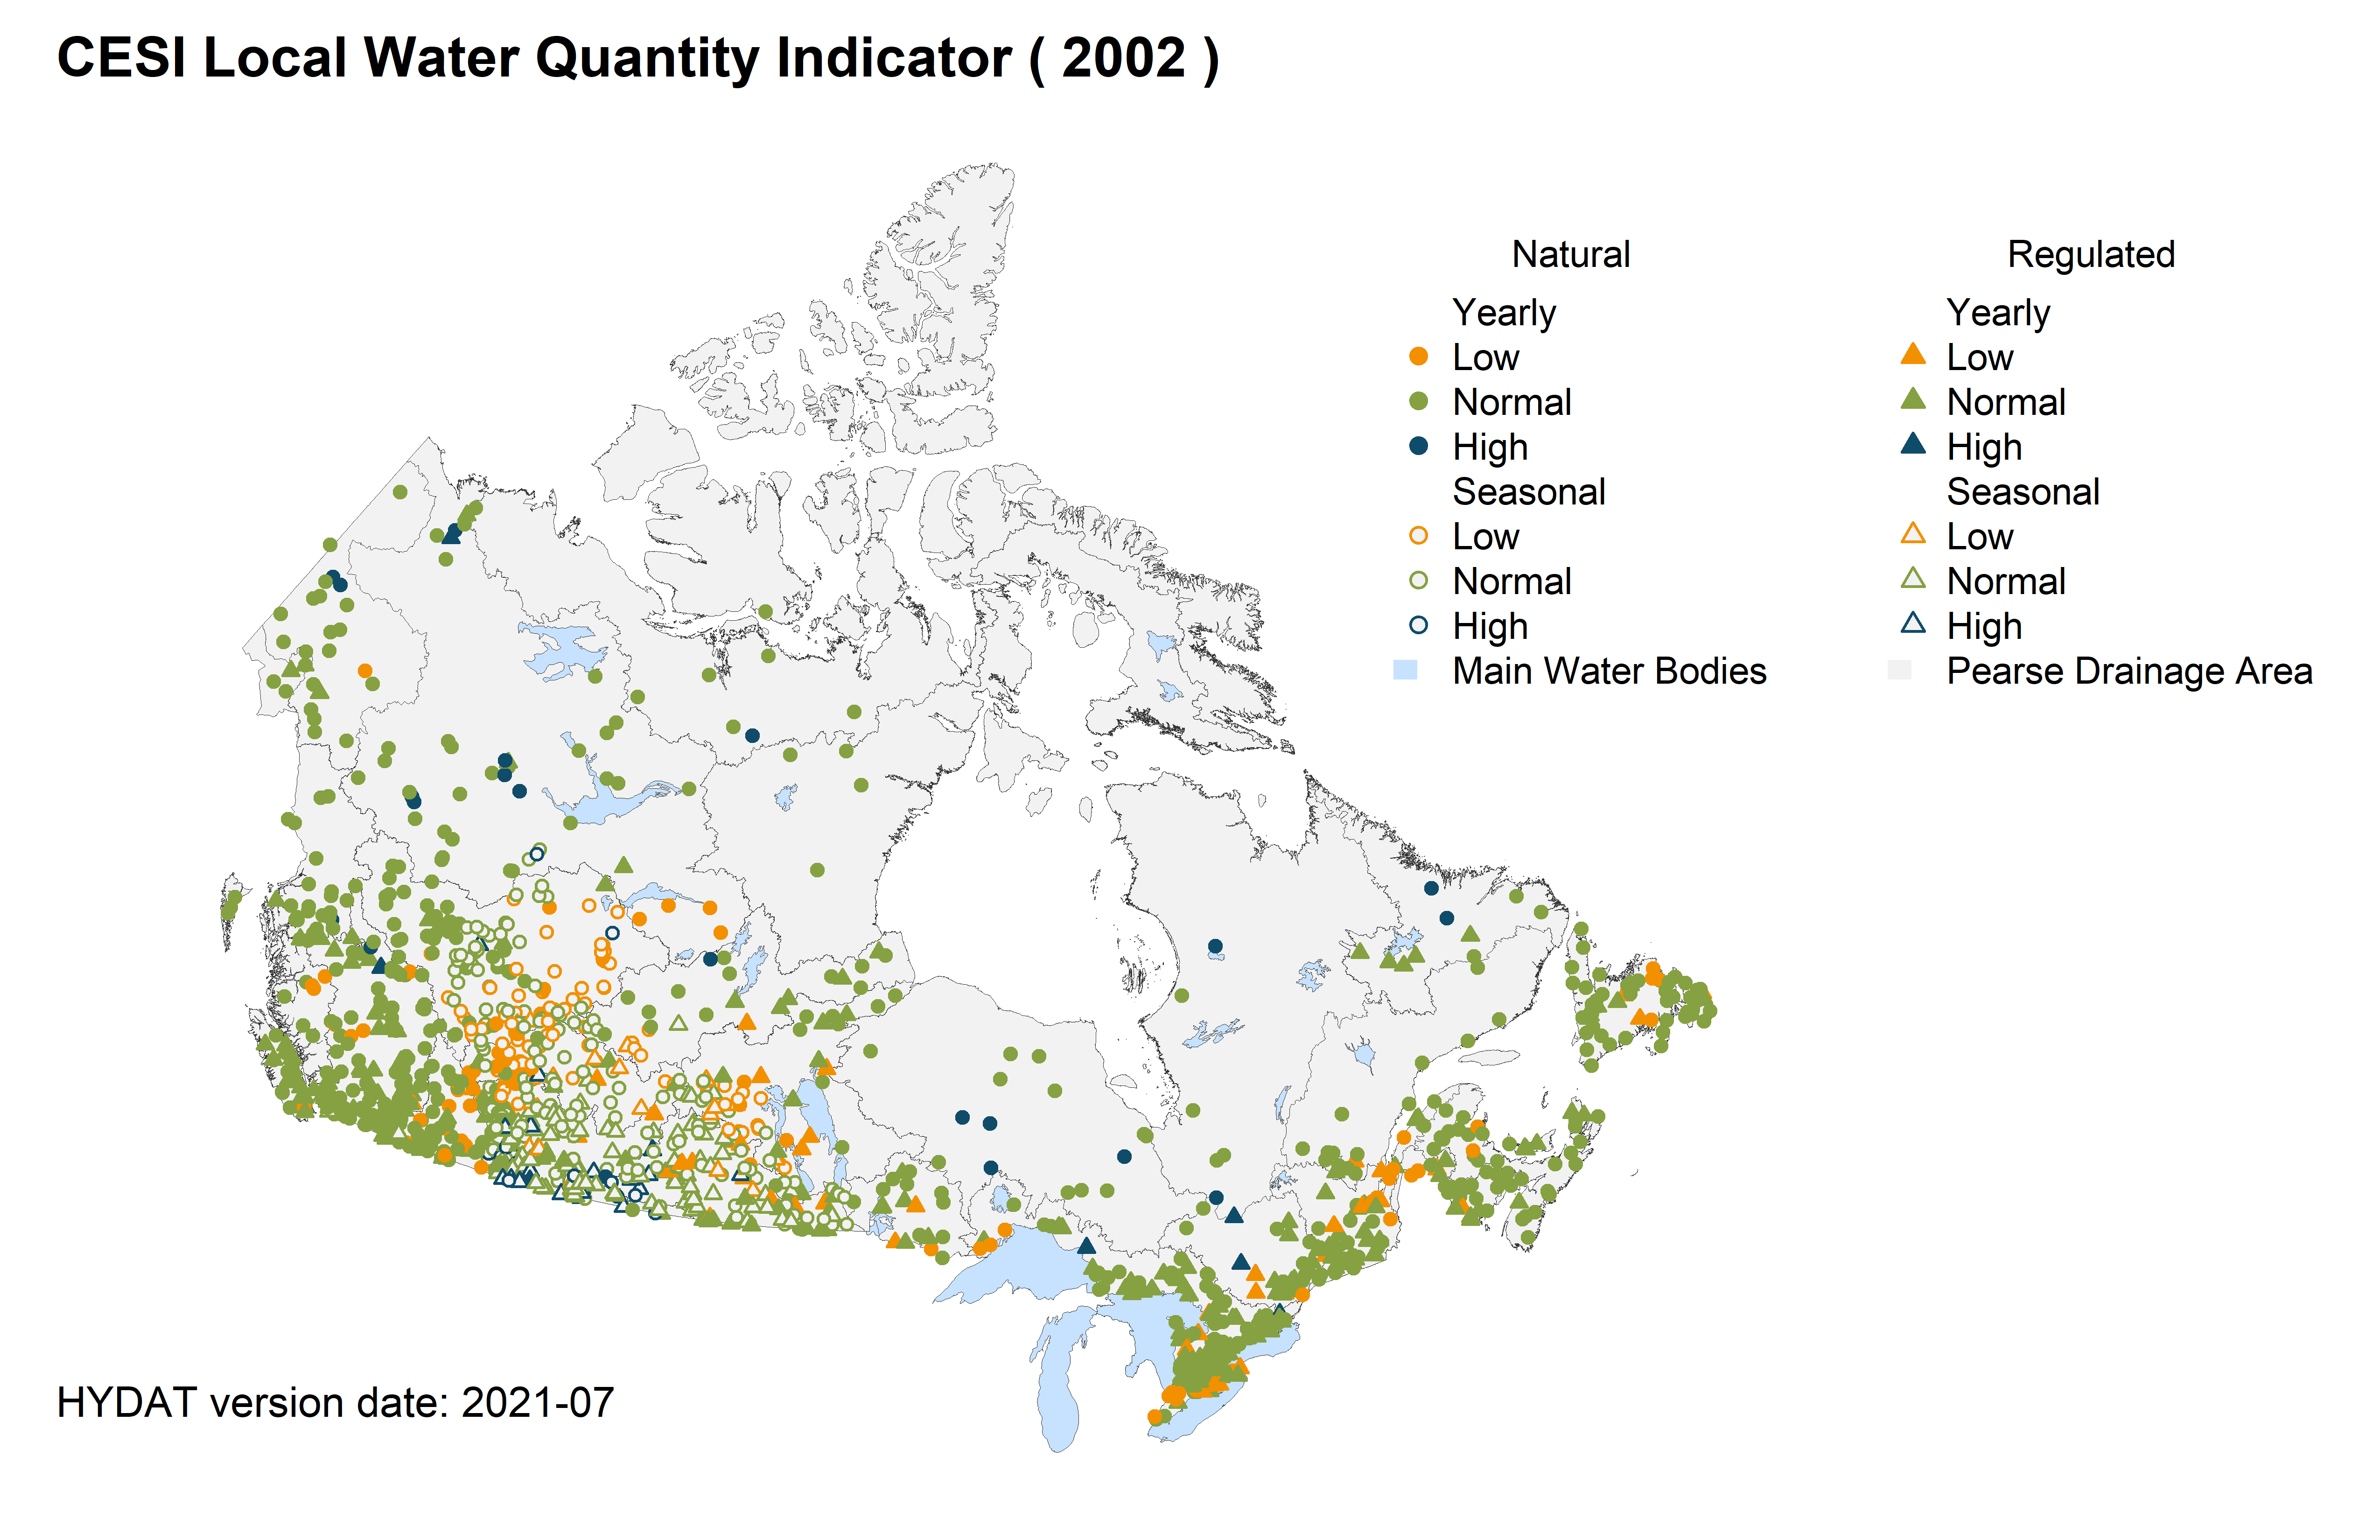 CESI Local Water Quantity Indicator ( 2002 )
Natural
Yearly
Low
Normal
High
Seasonal
Low
Normal
High
Main Water Bodies
Regulated
Yearly
Low
Normal
High
Seasonal
Low
Normal
High
Pearse Drainage Area
HYDAT version date: 2021-07